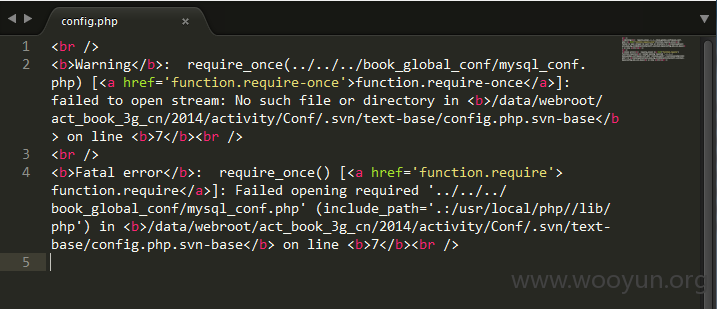 config.php
1 <br />
2 <b>Warning</b>:  require_once(../../../book_global_conf/mysql_conf.
php) [<a href='function.require-once'>function.require-once</a>]:
failed to open stream: No such file or directory in <b>/data/webroot/
act_book_3g_cn/2014/activity/Conf/.svn/text-base/config.php.svn-base</b
> on line <b>7</b><br />
3 <br />
4 <b>Fatal error</b>:  require_once() [<a href='function.require'>
function.require</a>]: Failed opening required '../../../
book_global_conf/mysql_conf.php' (include_path='.:/usr/local/php//lib/
php') in <b>/data/webroot/act_book_3g_cn/2014/activity/Conf/.svn/text-
base/config.php.svn-base</b> on line <b>7</b><br />
5
www.wooyun.org